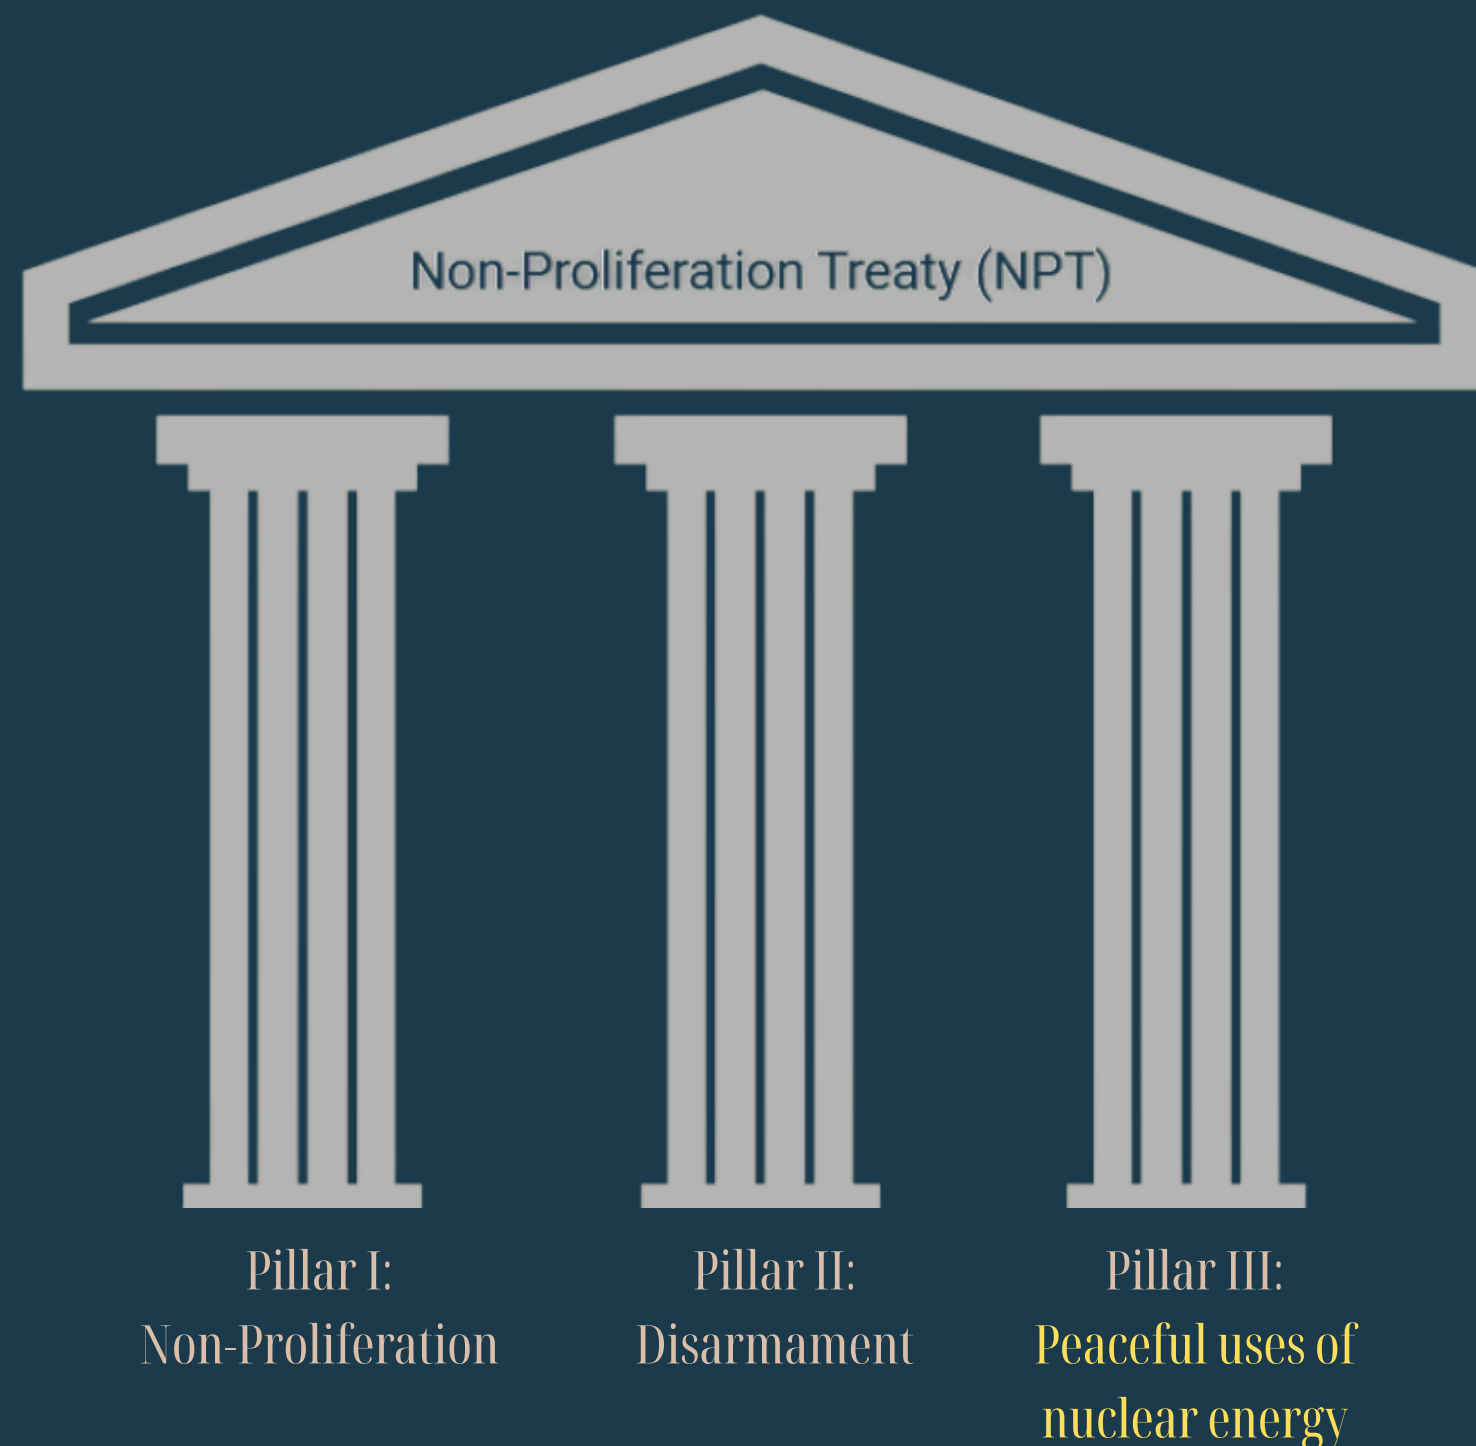 Non-Proliferation Treaty (NPT)
Pillar I:
Non-Proliferation
Pillar II:
Disarmament
Pillar III:
Peaceful uses of
nuclear energy